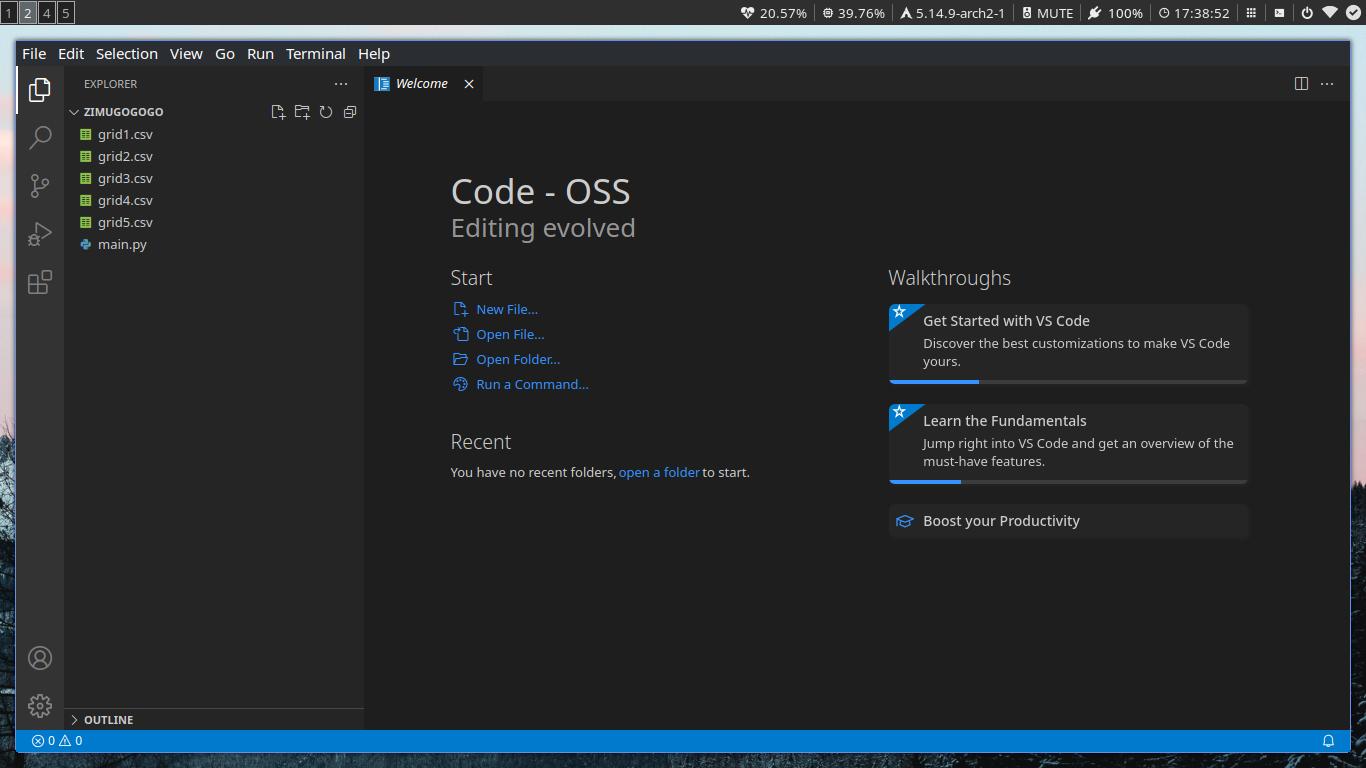 1 2 4 5 20.57% 39.76% 5.14.9-arch2-1 MUTE 100% 17:38:52
File Edit Selection View Go Run Terminal Help
EXPLORER
Welcome
ZIMUGOGOGO
grid1.csv
grid2.csv
grid3.csv
grid4.csv
grid5.csv
main.py
OUTLINE
Code - OSS
Editing evolved
Start
New File...
Open File...
Open Folder...
Run a Command...
Recent
You have no recent folders, open a folder to start.
Walkthroughs
Get Started with VS Code
Discover the best customizations to make VS Code
yours.
Learn the Fundamentals
Jump right into VS Code and get an overview of the
must-have features.
Boost your Productivity
0 0